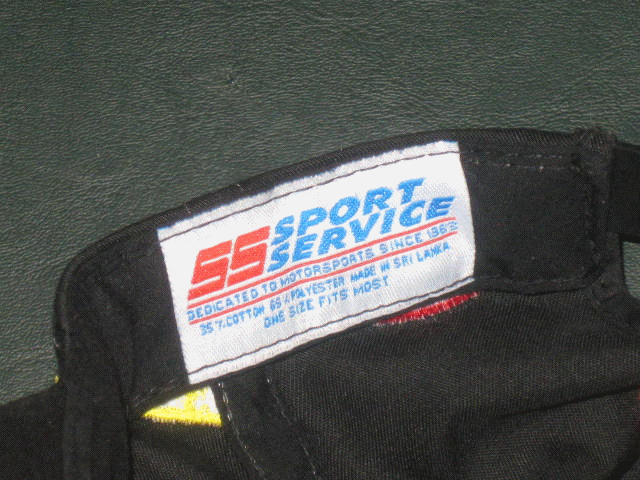 SS SPORT
SERVICE
DEDICATED TO MOTORSPORTS SINCE 1963
35% COTTON 65% POLYESTER MADE IN SRI LANKA
ONE SIZE FITS MOST